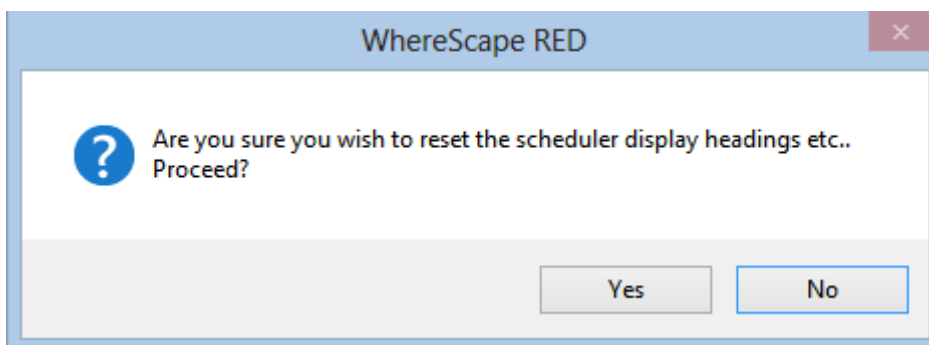 WhereScape RED
Are you sure you wish to reset the scheduler display headings etc..
Proceed?
Yes
No